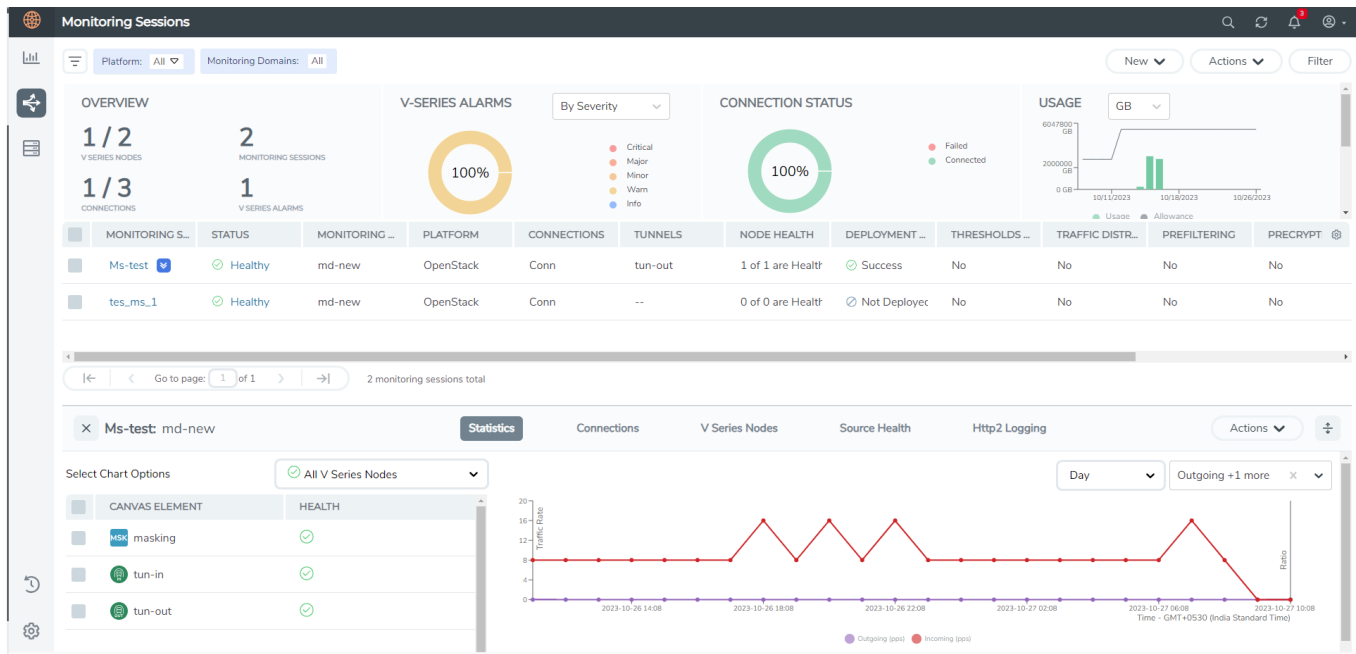 Monitoring Sessions
3
Platform: All
Monitoring Domains: All
New
Actions
Filter
OVERVIEW
1 / 2
V SERIES NODES
2
MONITORING SESSIONS
1 / 3
CONNECTIONS
1
V SERIES ALARMS
V-SERIES ALARMS
By Severity
100%
Critical
Major
Minor
Warn
Info
CONNECTION STATUS
100%
Failed
Connected
USAGE
GB
6047800 GB
2000000 GB
0 GB
10/11/2023 10/18/2023 10/26/2023
Usage Allowance
MONITORING S... STATUS MONITORING ... PLATFORM CONNECTIONS TUNNELS NODE HEALTH DEPLOYMENT ... THRESHOLDS ... TRAFFIC DISTR... PREFILTERING PRECRYPT
Ms-test Healthy md-new OpenStack Conn tun-out 1 of 1 are Health Success No No No No
tes_ms_1 Healthy md-new OpenStack Conn -- 0 of 0 are Health Not Deployed No No No No
Go to page: 1 of 1
2 monitoring sessions total
Ms-test: md-new
Statistics
Connections
V Series Nodes
Source Health
Http2 Logging
Actions
Select Chart Options
All V Series Nodes
Day
Outgoing +1 more
CANVAS ELEMENT HEALTH
MSK masking
tun-in
tun-out
20
16
12
8
4
0
Traffic Rate
Ratio
2023-10-26 14:08 2023-10-26 18:08 2023-10-26 22:08 2023-10-27 02:08 2023-10-27 06:08 2023-10-27 10:08
Time - GMT+0530 (India Standard Time)
Outgoing (pps) Incoming (pps)